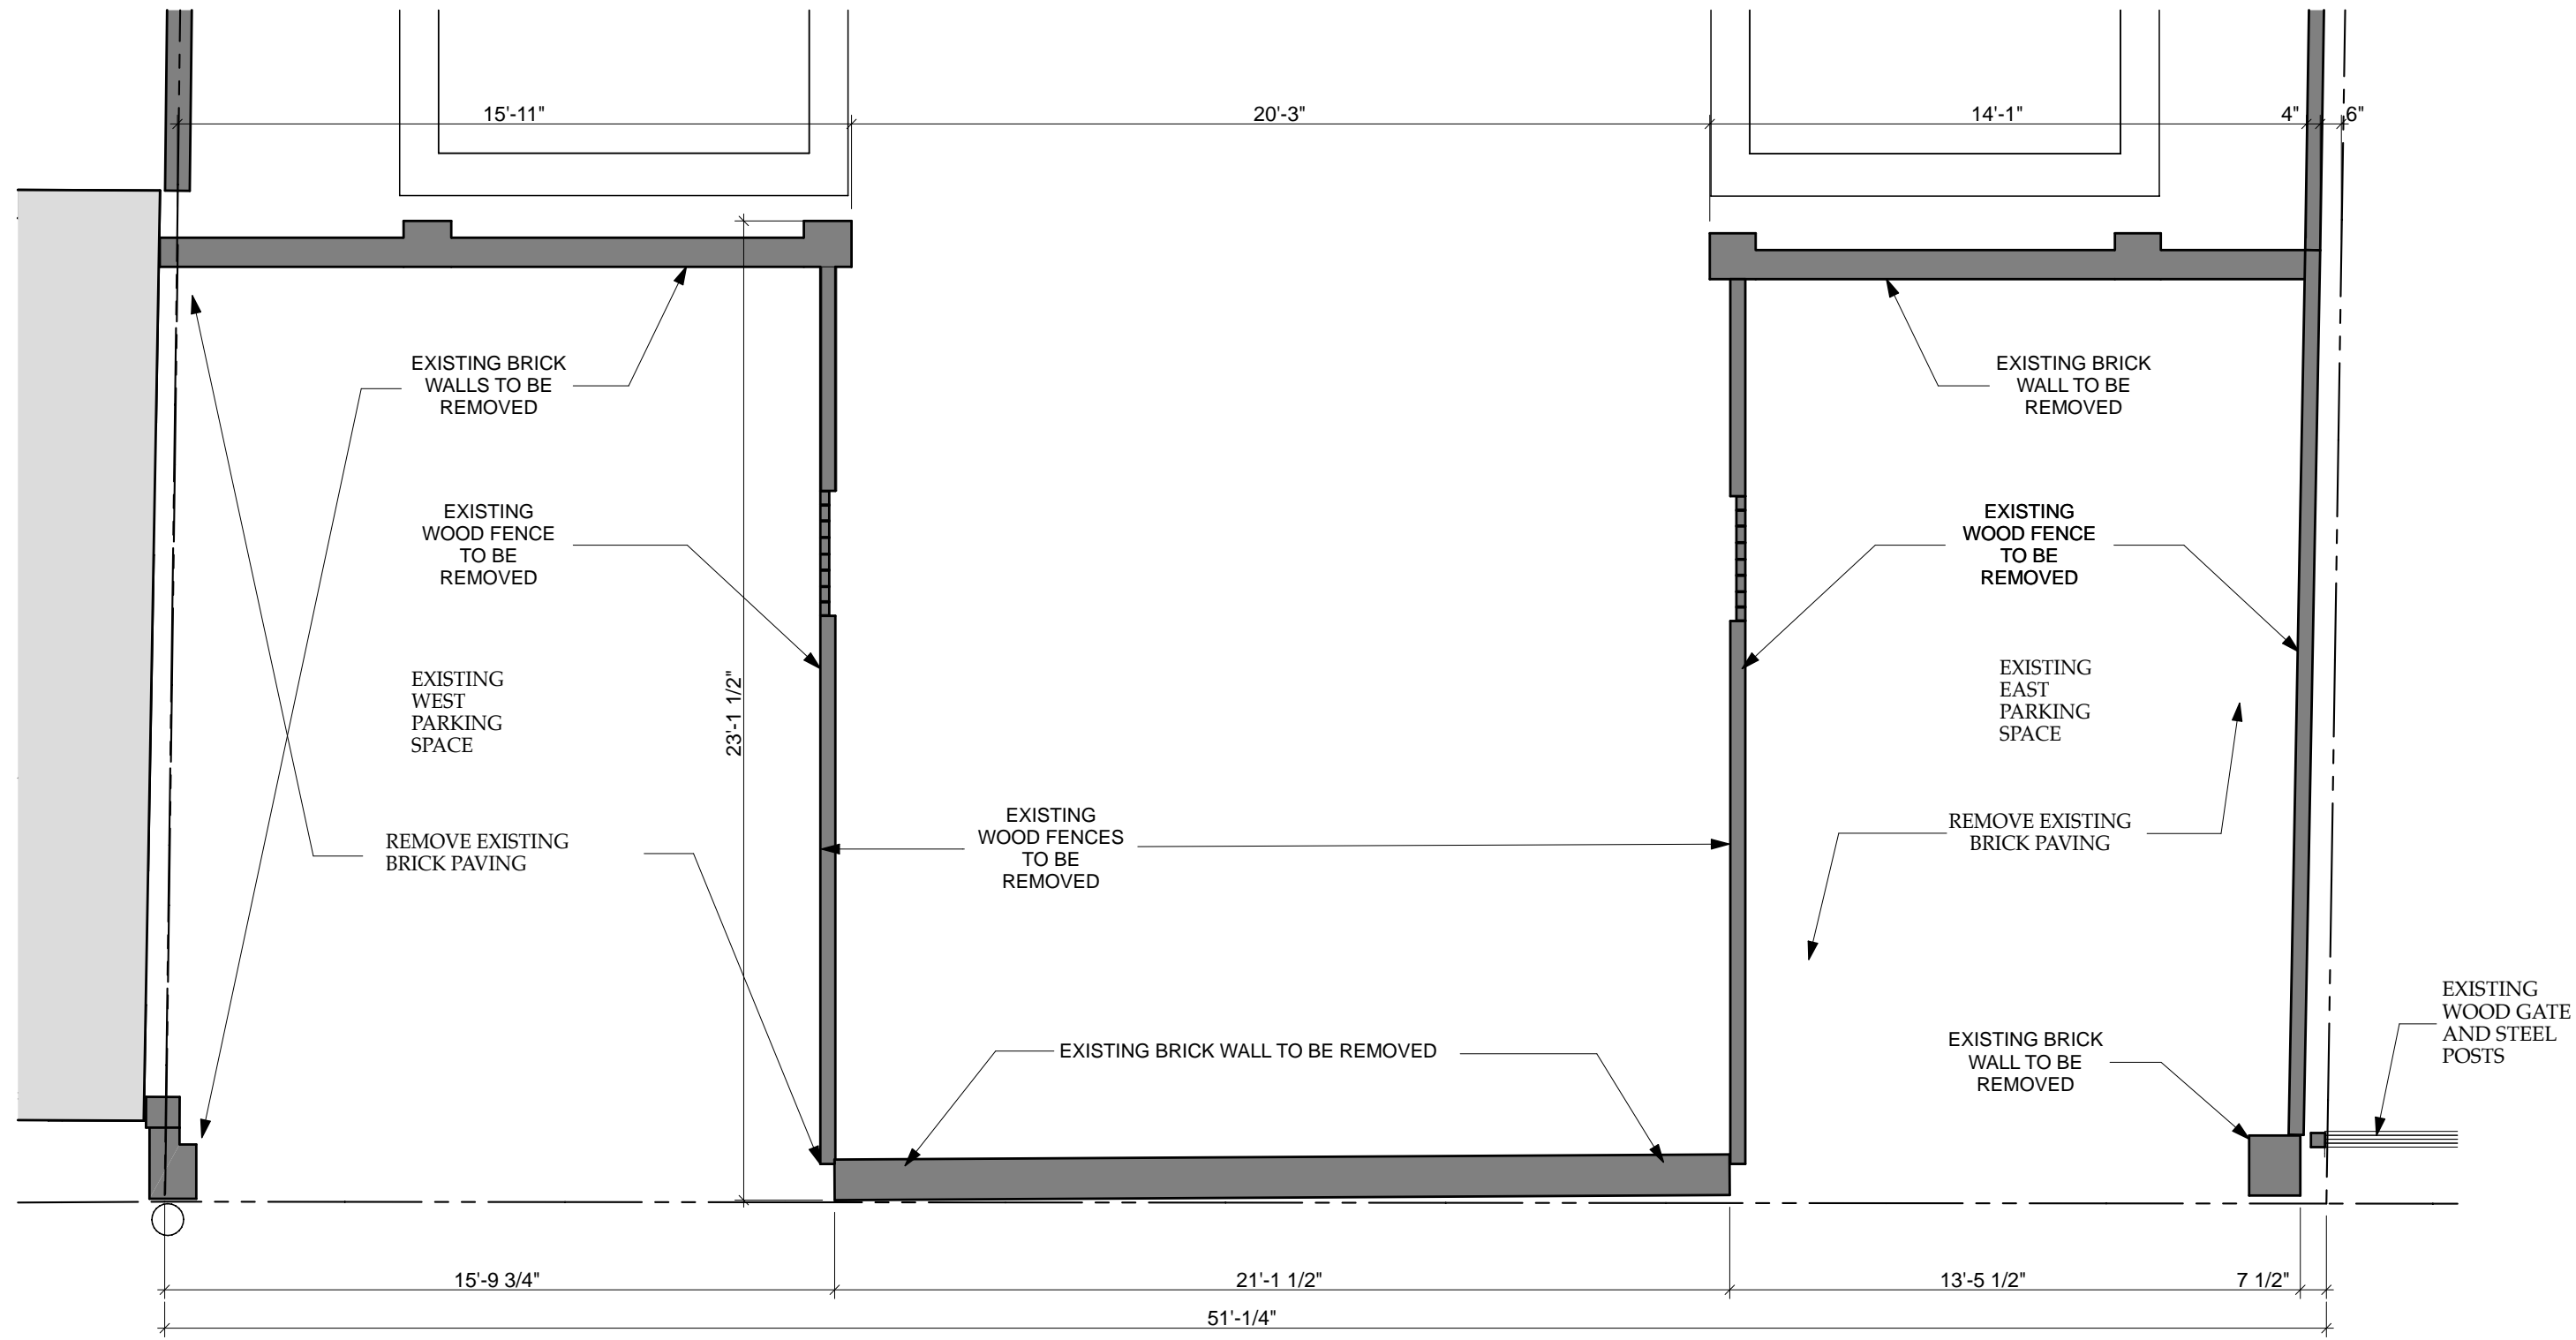 15'-11"
20'-3"
14'-1"
4"
6"
EXISTING BRICK
WALLS TO BE
REMOVED
EXISTING BRICK
WALL TO BE
REMOVED
EXISTING
WOOD FENCE
TO BE
REMOVED
EXISTING
WOOD FENCE
TO BE
REMOVED
EXISTING
WEST
PARKING
SPACE
23'-1 1/2"
EXISTING
EAST
PARKING
SPACE
REMOVE EXISTING
BRICK PAVING
EXISTING
WOOD FENCES
TO BE
REMOVED
REMOVE EXISTING
BRICK PAVING
EXISTING BRICK WALL TO BE REMOVED
EXISTING BRICK
WALL TO BE
REMOVED
EXISTING
WOOD GATE
AND STEEL
POSTS
15'-9 3/4"
21'-1 1/2"
13'-5 1/2"
7 1/2"
51'-1/4"